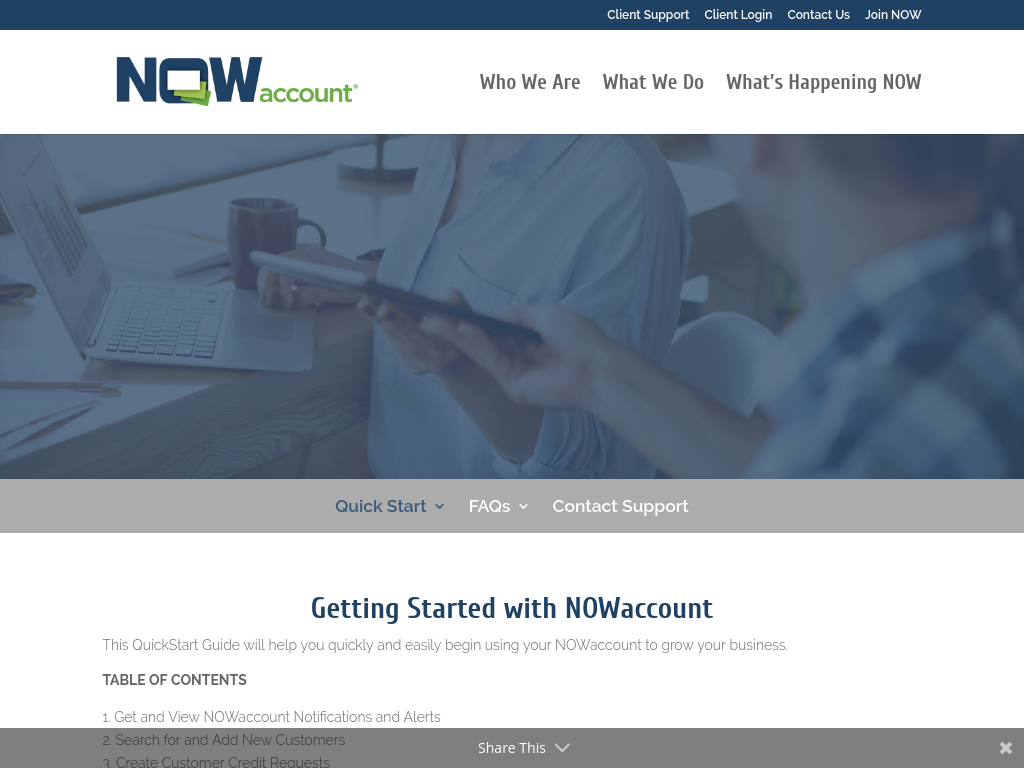 Client Support Client Login Contact Us Join NOW
NOWaccount®
Who We Are What We Do What's Happening NOW
Quick Start FAQs Contact Support
Getting Started with NOWaccount
This QuickStart Guide will help you quickly and easily begin using your NOWaccount to grow your business.
TABLE OF CONTENTS
1. Get and View NOWaccount Notifications and Alerts
2. Search for and Add New Customers
3. Create Customer Credit Requests
Share This